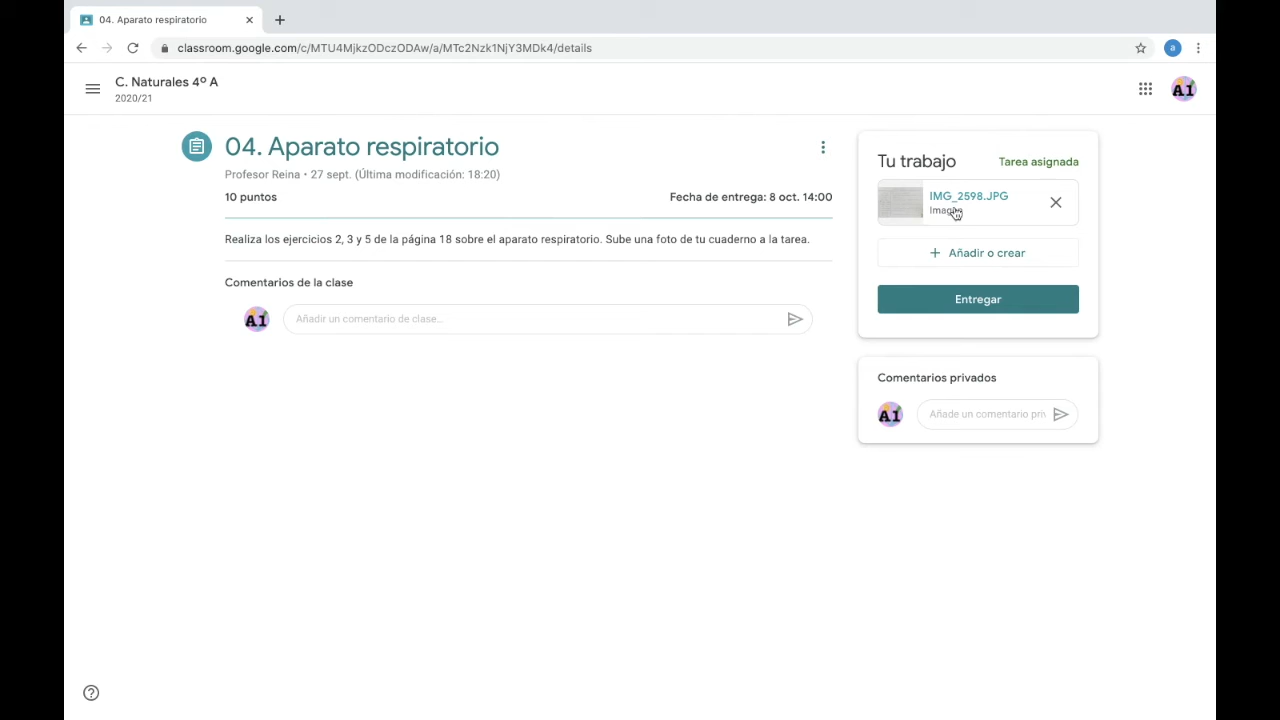 04. Aparato respiratorio
classroom.google.com/c/MTU4MjkzODczODAw/a/MTc2Nzk1NjY3MDk4/details
a
C. Naturales 4º A
2020/21
A1
04. Aparato respiratorio
Profesor Reina • 27 sept. (Última modificación: 18:20)
10 puntos
Fecha de entrega: 8 oct. 14:00
Realiza los ejercicios 2, 3 y 5 de la página 18 sobre el aparato respiratorio. Sube una foto de tu cuaderno a la tarea.
Comentarios de la clase
A1
Añadir un comentario de clase...
Tu trabajo
Tarea asignada
IMG_2598.JPG
Imagen
+ Añadir o crear
Entregar
Comentarios privados
A1
Añade un comentario priv